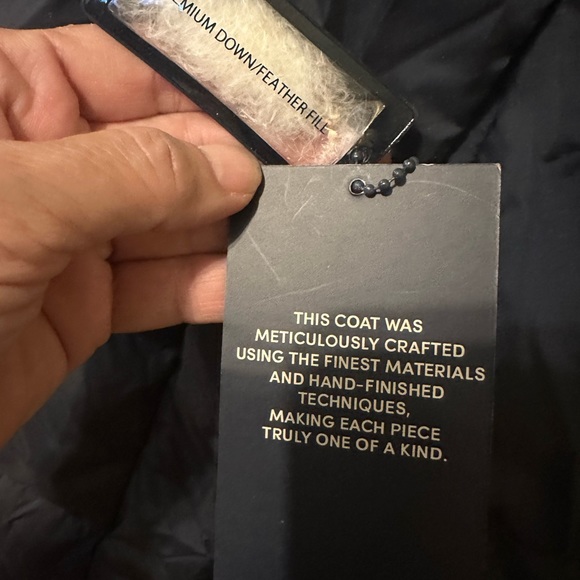 DOWN/FEATHER FILL
THIS COAT WAS
METICULOUSLY CRAFTED
USING THE FINEST MATERIALS
AND HAND-FINISHED
TECHNIQUES,
MAKING EACH PIECE
TRULY ONE OF A KIND.